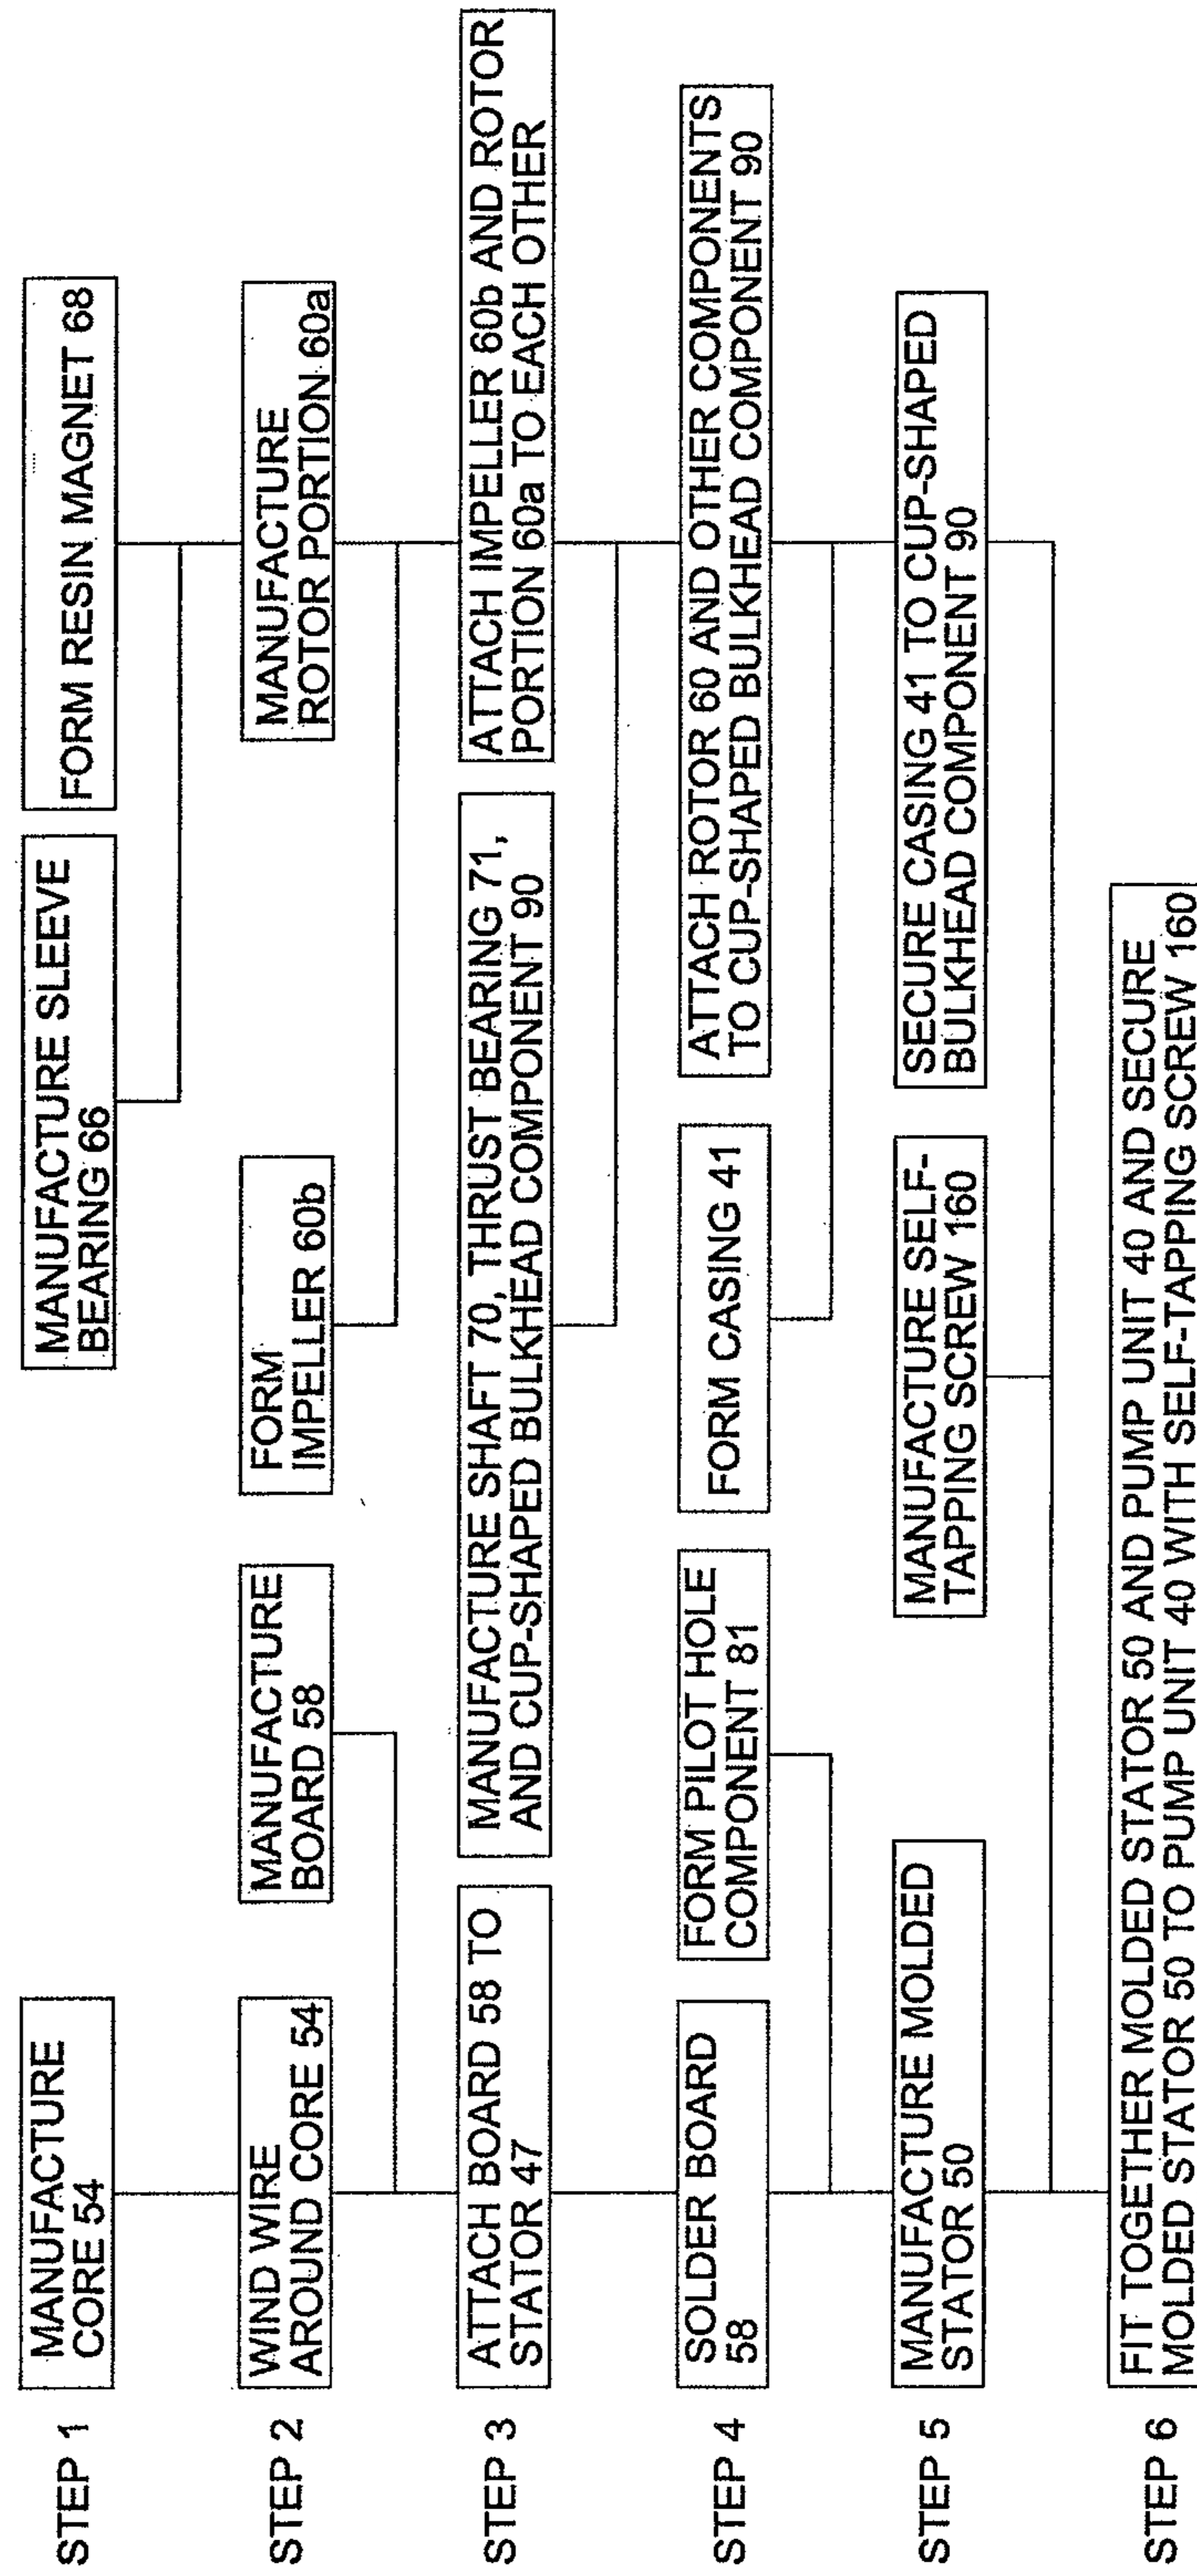 STEP 1
MANUFACTURE
CORE 54
MANUFACTURE SLEEVE
BEARING 66
FORM RESIN MAGNET 68
STEP 2
WIND WIRE
AROUND CORE 54
MANUFACTURE
BOARD 58
FORM
IMPELLER 60b
MANUFACTURE
ROTOR PORTION 60a
STEP 3
ATTACH BOARD 58 TO
STATOR 47
MANUFACTURE SHAFT 70, THRUST BEARING 71,
AND CUP-SHAPED BULKHEAD COMPONENT 90
ATTACH IMPELLER 60b AND ROTOR
PORTION 60a TO EACH OTHER
STEP 4
SOLDER BOARD
58
FORM PILOT HOLE
COMPONENT 81
FORM CASING 41
ATTACH ROTOR 60 AND OTHER COMPONENTS
TO CUP-SHAPED BULKHEAD COMPONENT 90
STEP 5
MANUFACTURE MOLDED
STATOR 50
MANUFACTURE SELF-
TAPPING SCREW 160
SECURE CASING 41 TO CUP-SHAPED
BULKHEAD COMPONENT 90
STEP 6
FIT TOGETHER MOLDED STATOR 50 AND PUMP UNIT 40 AND SECURE
MOLDED STATOR 50 TO PUMP UNIT 40 WITH SELF-TAPPING SCREW 160